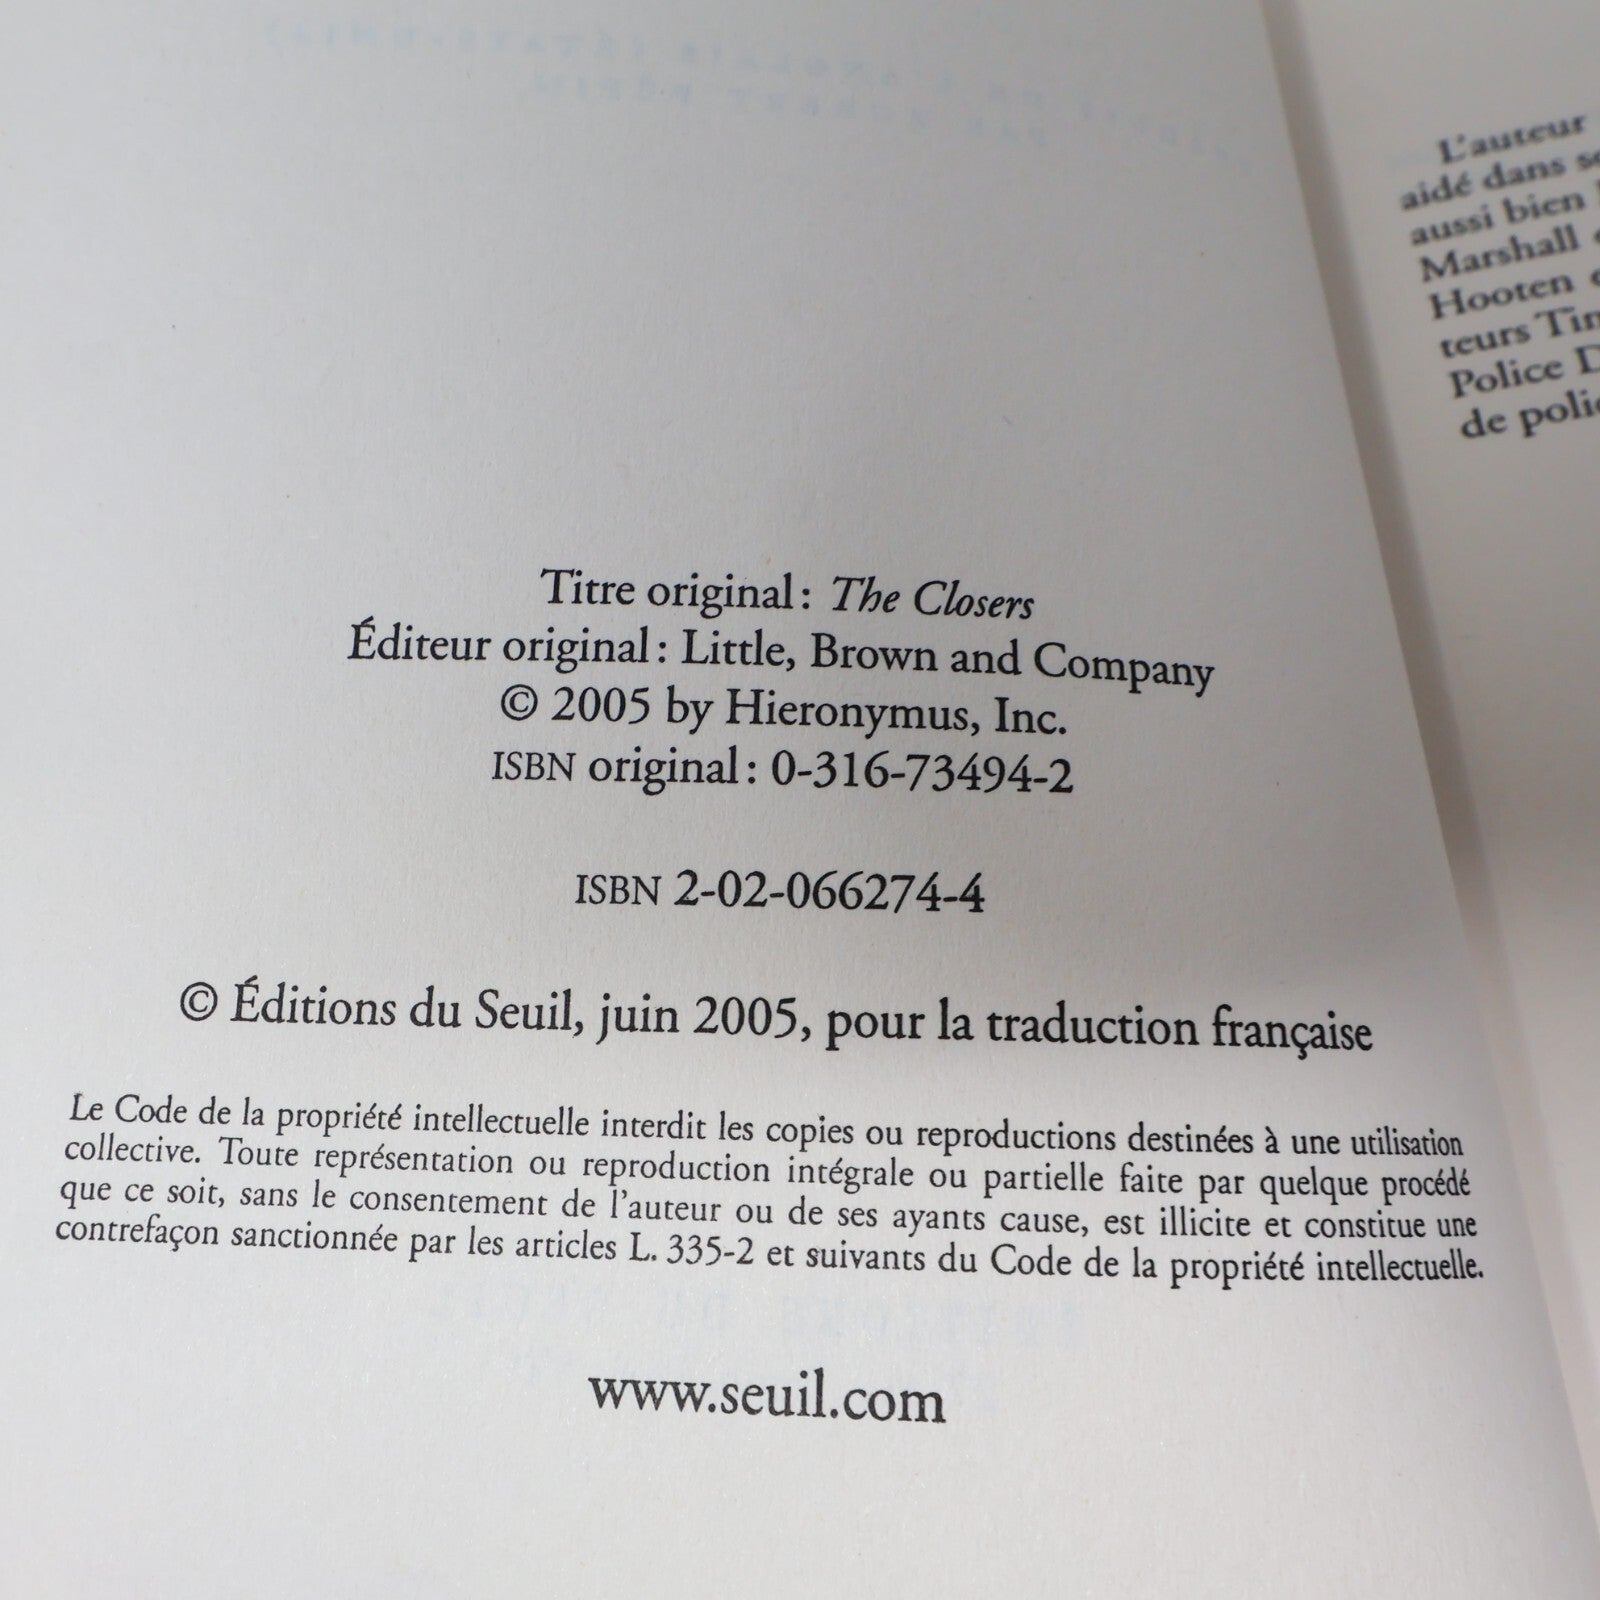 Titre original : The Closers
Éditeur original : Little, Brown and Company
© 2005 by Hieronymus, Inc.
ISBN original : 0-316-73494-2
ISBN 2-02-066274-4
© Éditions du Seuil, juin 2005, pour la traduction française
Le Code de la propriété intellectuelle interdit les copies ou reproductions destinées à une utilisation
collective. Toute représentation ou reproduction intégrale ou partielle faite par quelque procédé
que ce soit, sans le consentement de l'auteur ou de ses ayants cause, est illicite et constitue une
contrefaçon sanctionnée par les articles L. 335-2 et suivants du Code de la propriété intellectuelle.
www.seuil.com
L'auteur
aidé dans
aussi bien
Marshall
Hooten
teurs
Police
de